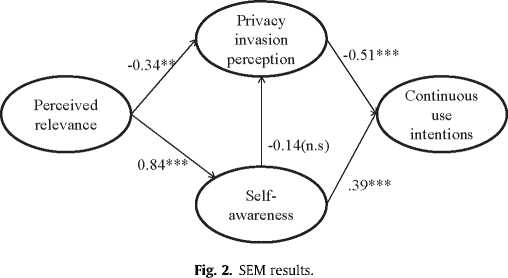 Privacy
invasion
perception
-0.34**
-0.51***
Perceived
relevance
Continuous
use
intentions
-0.14(n.s)
0.84***
.39***
Self-
awareness
Fig. 2. SEM results.